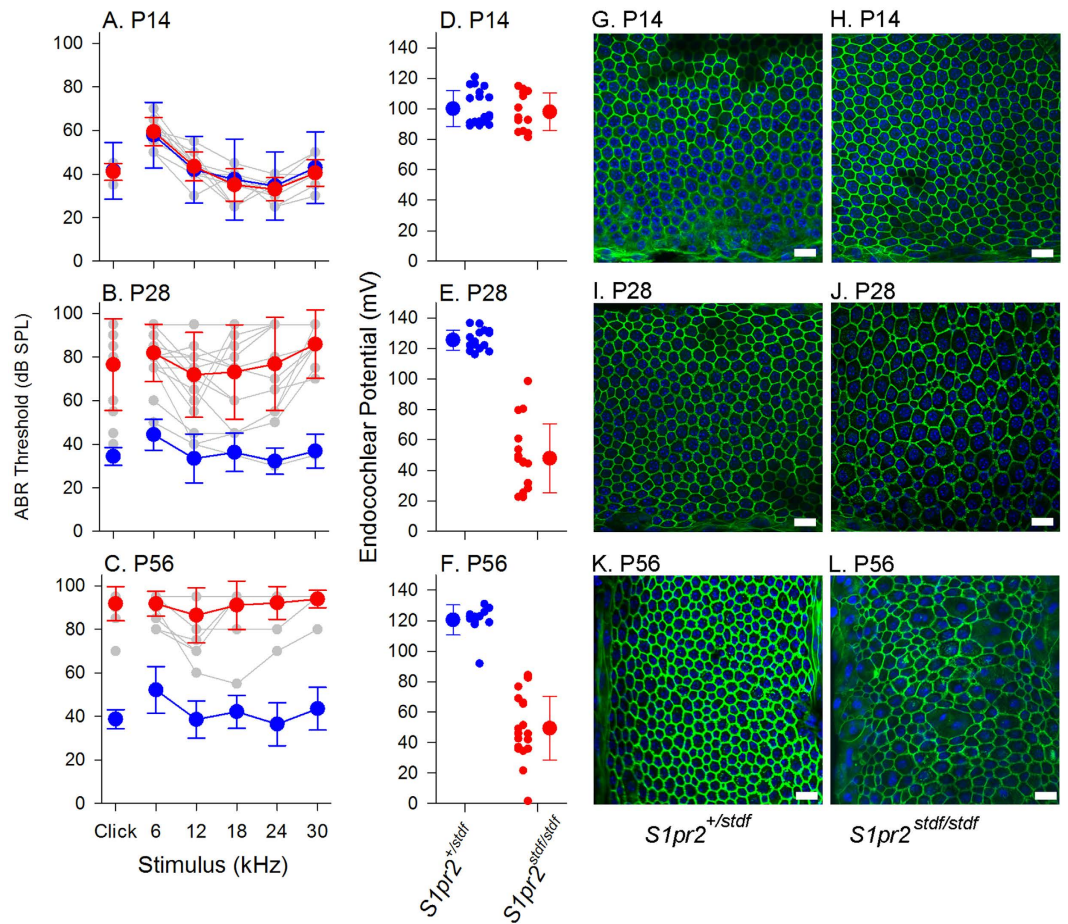 A. P14
100
80
60
40
20
0
B. P28
100
80
60
40
20
0
C. P56
100
80
60
40
20
0
Click 6 12 18 24 30
Stimulus (kHz)
ABR Threshold (dB SPL)
D. P14
140
120
100
80
60
40
20
0
E. P28
140
120
100
80
60
40
20
0
F. P56
140
120
100
80
60
40
20
0
Endocochlear Potential (mV)
S1pr2+/stdf
S1pr2stdf/stdf
G. P14
H. P14
I. P28
J. P28
K. P56
L. P56
S1pr2+/stdf
S1pr2stdf/stdf